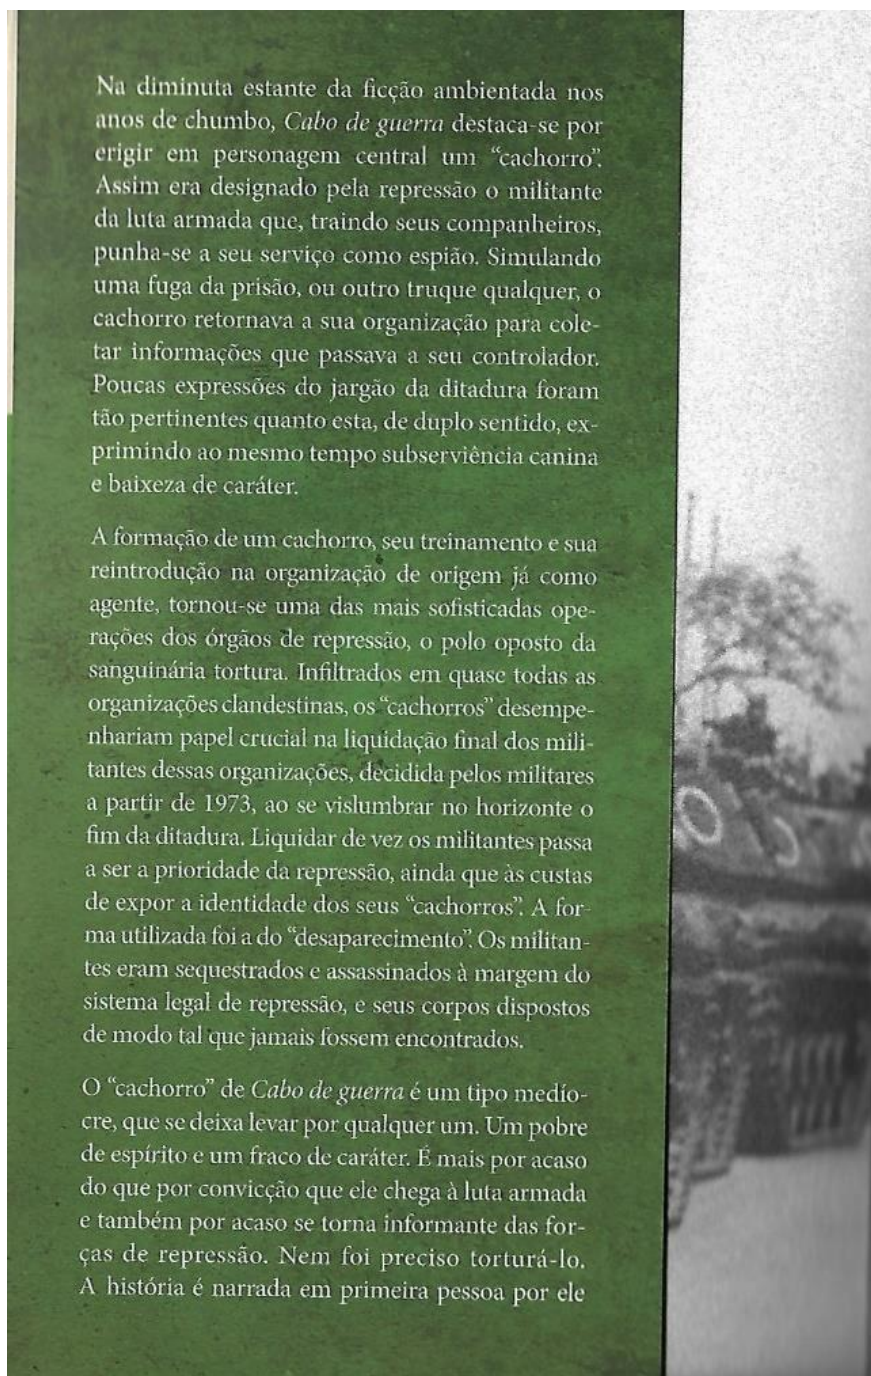 Na diminuta estante da ficção ambientada nos
anos de chumbo, Cabo de guerra destaca-se por
erigir em personagem central um “cachorro”.
Assim era designado pela repressão o militante
da luta armada que, traindo seus companheiros,
punha-se a seu serviço como espião. Simulando
uma fuga da prisão, ou outro truque qualquer, o
cachorro retornava a sua organização para cole-
tar informações que passava a seu controlador.
Poucas expressões do jargão da ditadura foram
tão pertinentes quanto esta, de duplo sentido, ex-
primindo ao mesmo tempo subserviência canina
e baixeza de caráter.
A formação de um cachorro, seu treinamento e sua
reintrodução na organização de origem já como
agente, tornou-se uma das mais sofisticadas ope-
rações dos órgãos de repressão, o polo oposto da
sanguinária tortura. Infiltrados em quase todas as
organizações clandestinas, os “cachorros” desempe-
nhariam papel crucial na liquidação final dos mili-
tantes dessas organizações, decidida pelos militares
a partir de 1973, ao se vislumbrar no horizonte o
fim da ditadura. Liquidar de vez os militantes passa
a ser a prioridade da repressão, ainda que às custas
de expor a identidade dos seus “cachorros”. A for-
ma utilizada foi a do “desaparecimento”. Os militan-
tes eram sequestrados e assassinados à margem do
sistema legal de repressão, e seus corpos dispostos
de modo tal que jamais fossem encontrados.
O “cachorro” de Cabo de guerra é um tipo medío-
cre, que se deixa levar por qualquer um. Um pobre
de espírito e um fraco de caráter. É mais por acaso
do que por convicção que ele chega à luta armada
e também por acaso se torna informante das for-
ças de repressão. Nem foi preciso torturá-lo.
A história é narrada em primeira pessoa por ele